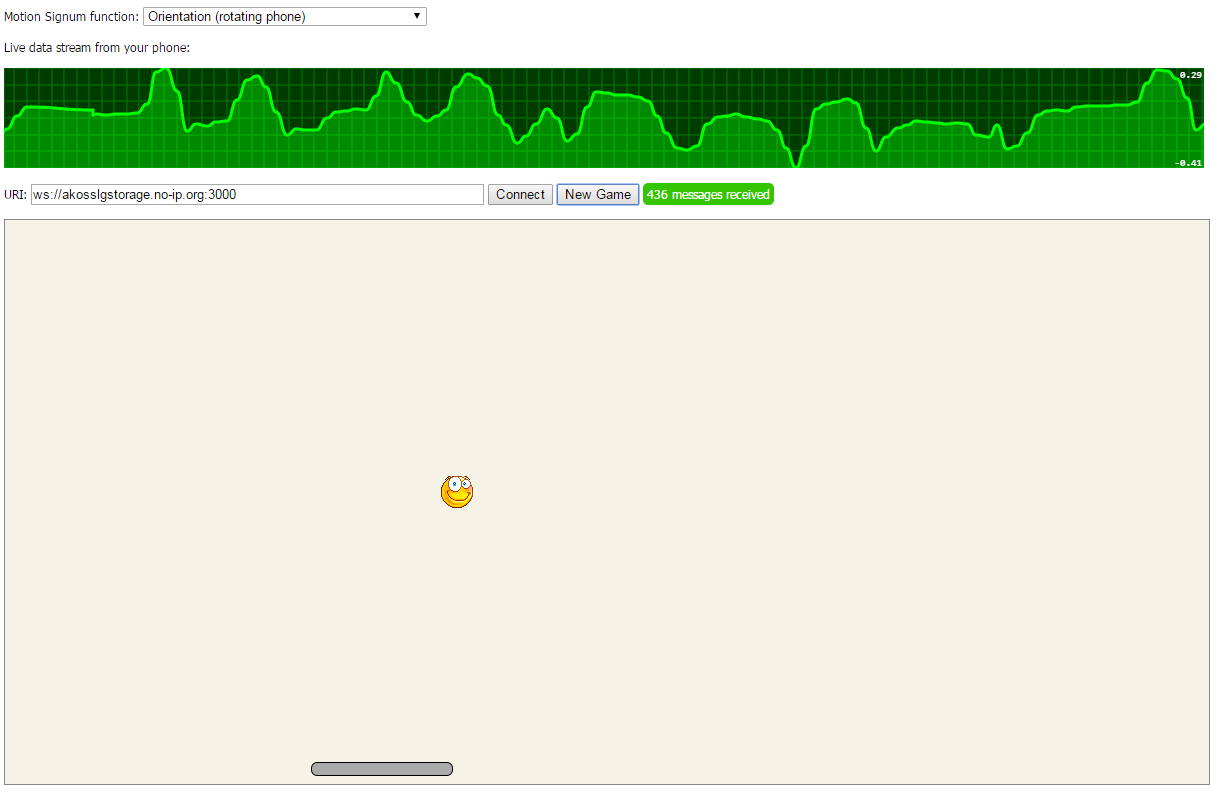 Motion Signum function: Orientation (rotating phone)
Live data stream from your phone:
0.29
-0.41
URI: ws://akosslgstorage.no-ip.org:3000 Connect New Game 436 messages received